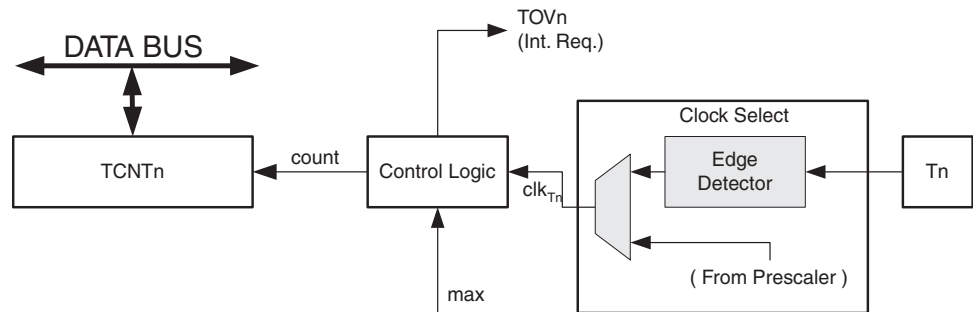 TOVn
(Int. Req.)
DATA BUS
Clock Select
TCNTn
count
Control Logic
clkTn
Edge
Detector
Tn
( From Prescaler )
max